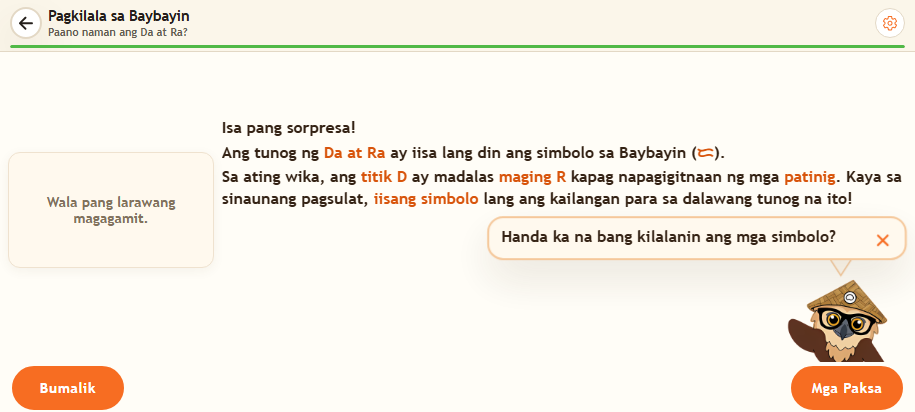 Pagkilala sa Baybayin
Paano naman ang Da at Ra?
Wala pang larawang
magagamit.
Isa pang sorpresa!
Ang tunog ng Da at Ra ay iisa lang din ang simbolo sa Baybayin (ᜇ).
Sa ating wika, ang titik D ay madalas maging R kapag napagigitnaan ng mga patinig. Kaya sa
sinaunang pagsulat, iisang simbolo lang ang kailangan para sa dalawang tunog na ito!
Handa ka na bang kilalanin ang mga simbolo?
Bumalik
Mga Paksa